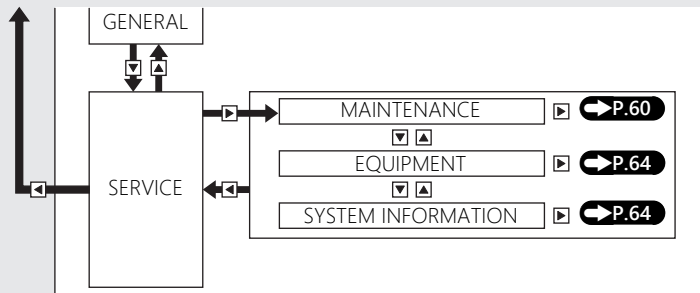 GENERAL
MAINTENANCE P.60
EQUIPMENT P.64
SERVICE
SYSTEM INFORMATION P.64